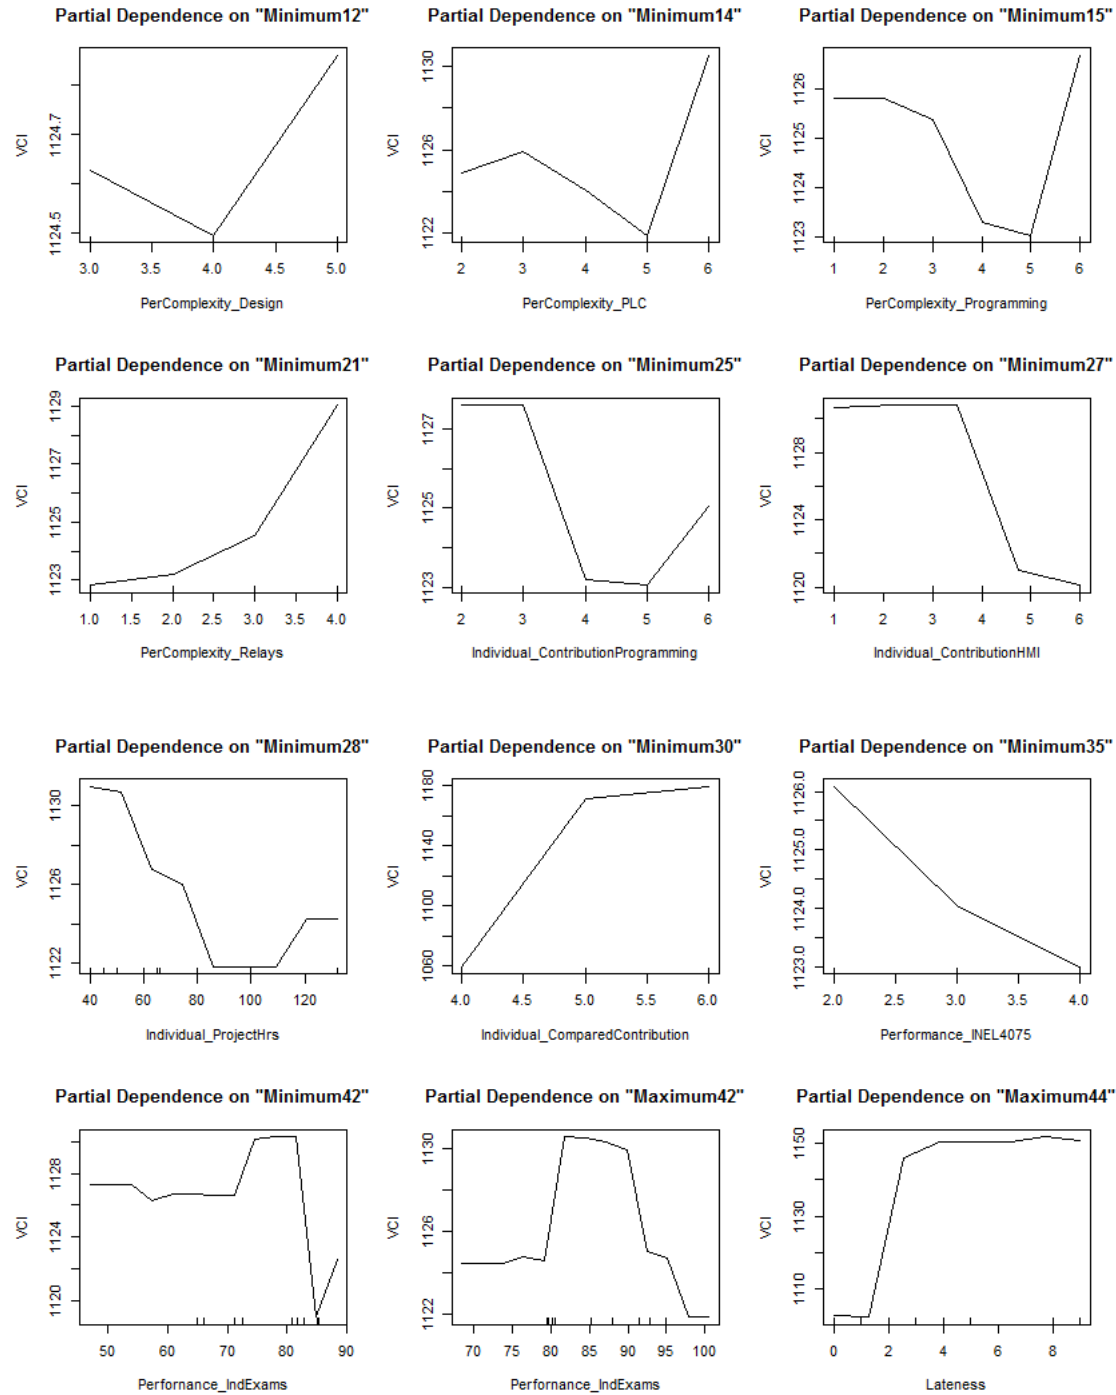 Partial Dependence on "Minimum12"
VCI
1124.7
1124.5
3.0 3.5 4.0 4.5 5.0
PerComplexity_Design
Partial Dependence on "Minimum14"
VCI
1130
1126
1122
2 3 4 5 6
PerComplexity_PLC
Partial Dependence on "Minimum15"
VCI
1126
1125
1124
1123
1 2 3 4 5 6
PerComplexity_Programming
Partial Dependence on "Minimum21"
VCI
1129
1127
1125
1123
1.0 1.5 2.0 2.5 3.0 3.5 4.0
PerComplexity_Relays
Partial Dependence on "Minimum25"
VCI
1127
1125
1123
2 3 4 5 6
Individual_ContributionProgramming
Partial Dependence on "Minimum27"
VCI
1128
1124
1120
1 2 3 4 5 6
Individual_ContributionHMI
Partial Dependence on "Minimum28"
VCI
1130
1126
1122
40 60 80 100 120
Individual_ProjectHrs
Partial Dependence on "Minimum30"
VCI
1180
1140
1100
1060
4.0 4.5 5.0 5.5 6.0
Individual_ComparedContribution
Partial Dependence on "Minimum35"
VCI
1126.0
1125.0
1124.0
1123.0
2.0 2.5 3.0 3.5 4.0
Performance_INEL4075
Partial Dependence on "Minimum42"
VCI
1128
1124
1120
50 60 70 80 90
Perfornance_IndExams
Partial Dependence on "Maximum42"
VCI
1130
1126
1122
70 75 80 85 90 95 100
Perfornance_IndExams
Partial Dependence on "Maximum44"
VCI
1150
1130
1110
0 2 4 6 8
Lateness